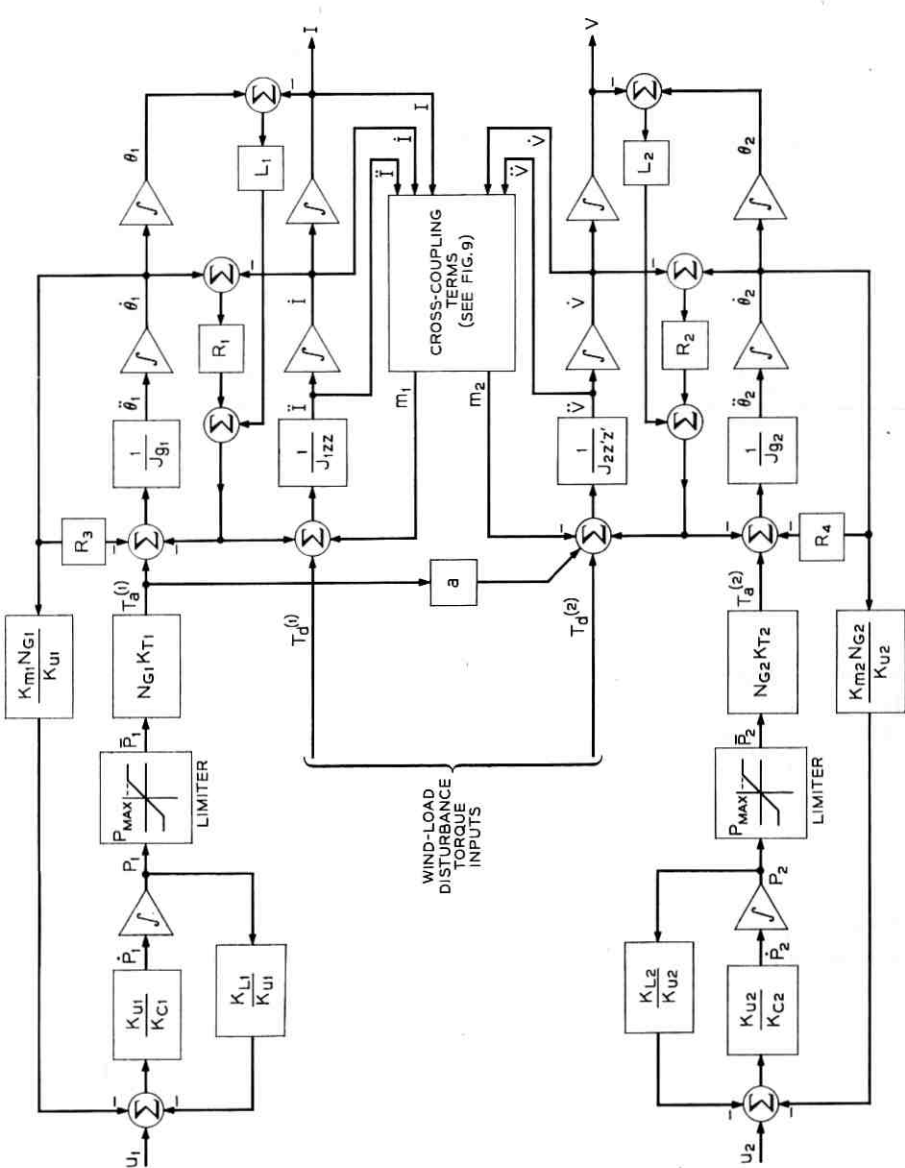 u₁
Σ
−
−
K_U1 / K_C1
Ṗ₁
∫
P₁
K_L1 / K_U1
P_MAX
LIMITER
P̄₁
N_G1 K_T1
T_a^(1)
K_m1 N_G1 / K_U1
R₃
Σ
−
−
1 / J_g1
θ̈₁
∫
θ̇₁
∫
θ₁
Σ
−
R₁
Σ
Σ
−
L₁
T_d^(1)
Σ
1 / J_1ZZ
Ï
∫
İ
∫
I
Ï
İ
I
m₁
CROSS-COUPLING
TERMS
(SEE FIG. 9)
m₂
V̈
V̇
WIND-LOAD
DISTURBANCE
TORQUE
INPUTS
a
T_d^(2)
Σ
−
1 / J_2Z'Z'
V̈
∫
V̇
∫
V
Σ
−
R₂
Σ
Σ
−
L₂
u₂
Σ
−
−
K_U2 / K_C2
Ṗ₂
∫
P₂
K_L2 / K_U2
P_MAX
LIMITER
P̄₂
N_G2 K_T2
T_a^(2)
Σ
−
−
R₄
1 / J_g2
θ̈₂
∫
θ̇₂
∫
θ₂
K_m2 N_G2 / K_U2